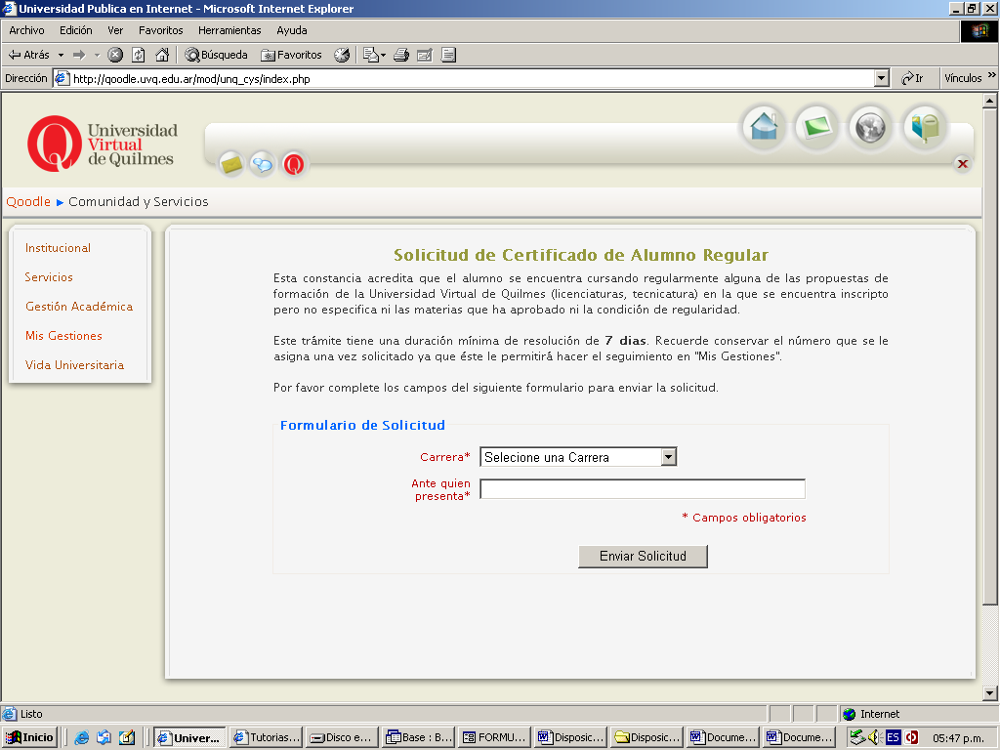 Universidad Publica en Internet - Microsoft Internet Explorer
Archivo Edición Ver Favoritos Herramientas Ayuda
Atrás Búsqueda Favoritos
Dirección http://qoodle.uvq.edu.ar/mod/unq_cys/index.php Ir Vínculos »
Universidad
Virtual
de Quilmes
Qoodle ► Comunidad y Servicios
Institucional
Servicios
Gestión Académica
Mis Gestiones
Vida Universitaria
Solicitud de Certificado de Alumno Regular
Esta constancia acredita que el alumno se encuentra cursando regularmente alguna de las propuestas de
formación de la Universidad Virtual de Quilmes (licenciaturas, tecnicatura) en la que se encuentra inscripto
pero no especifica ni las materias que ha aprobado ni la condición de regularidad.
Este trámite tiene una duración mínima de resolución de 7 dias. Recuerde conservar el número que se le
asigna una vez solicitado ya que éste le permitirá hacer el seguimiento en "Mis Gestiones".
Por favor complete los campos del siguiente formulario para enviar la solicitud.
Formulario de Solicitud
Carrera* Selecione una Carrera
Ante quien
presenta*
* Campos obligatorios
Enviar Solicitud
Listo Internet
Inicio Univer... Tutorias... Disco e... Base : B... FORMU... Disposic... Disposic... Docume... Docume... ES 05:47 p.m.